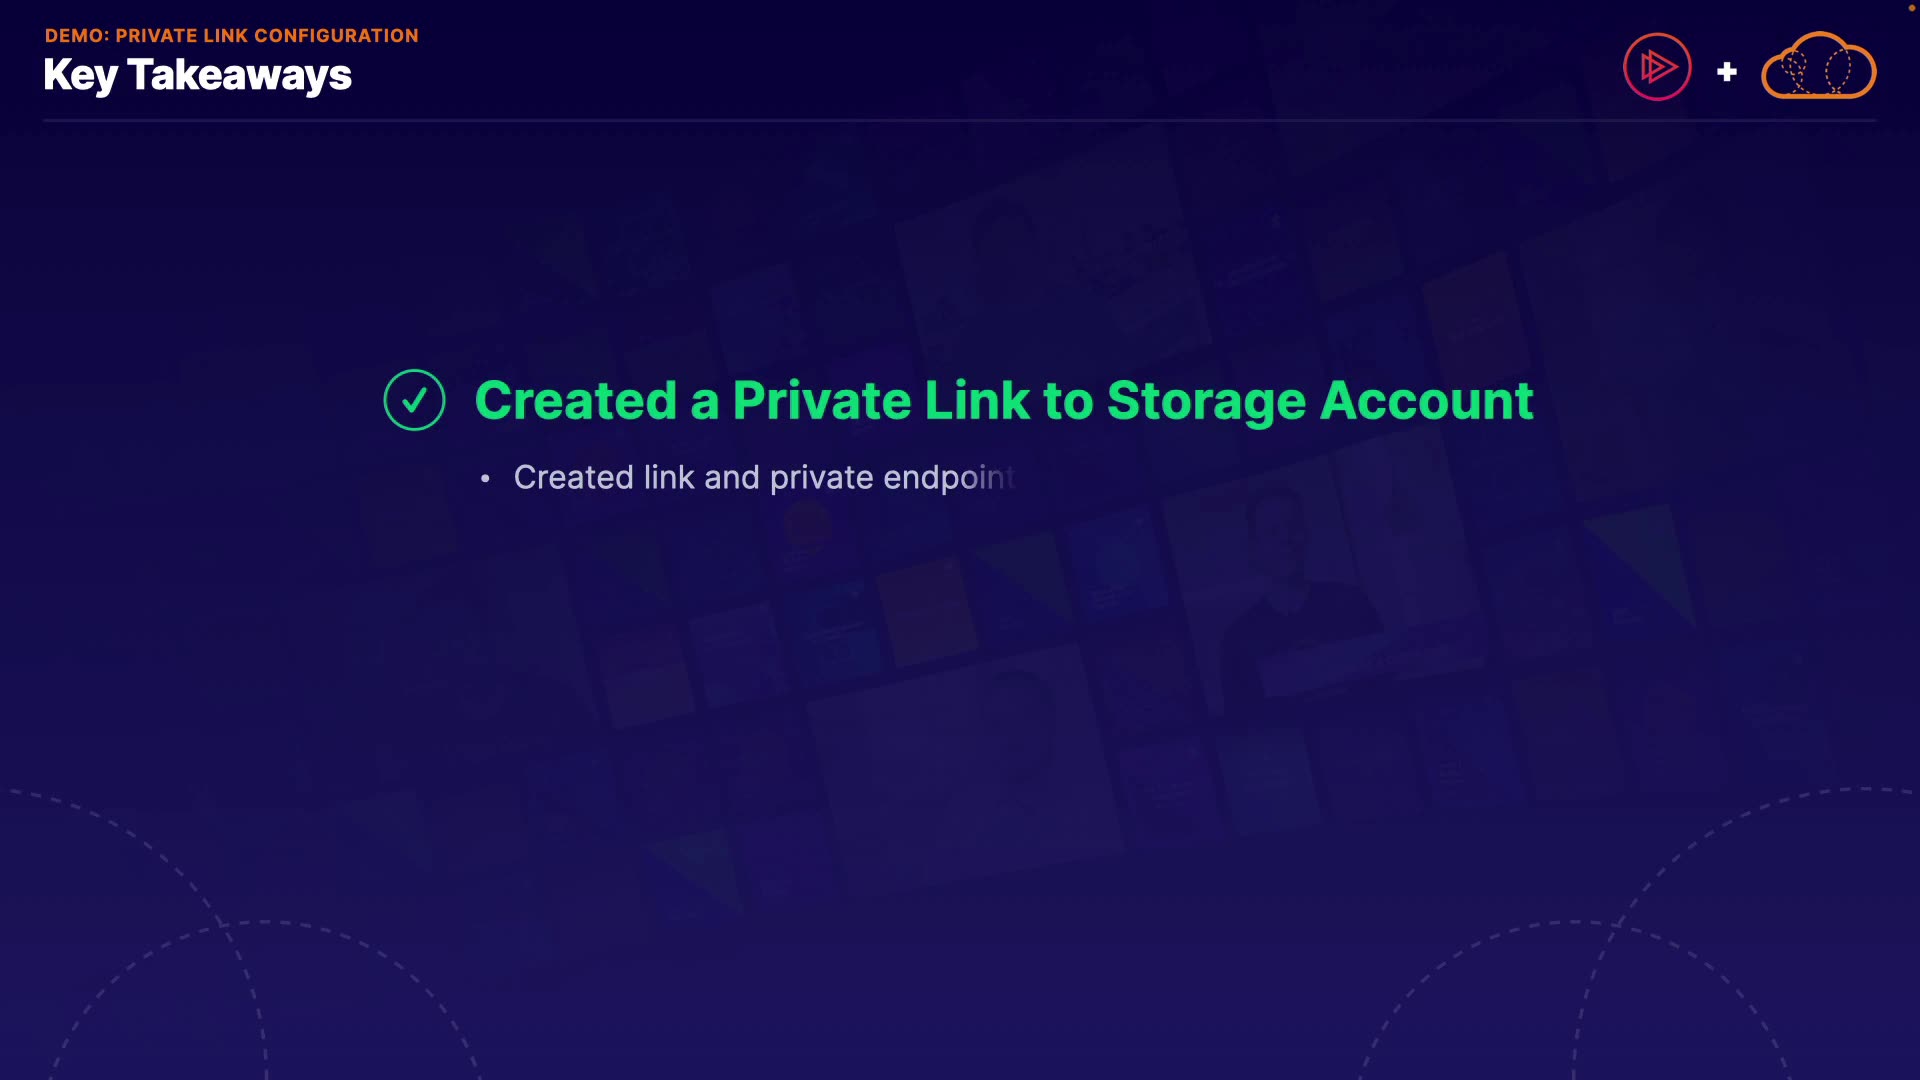 DEMO: PRIVATE LINK CONFIGURATION
Key Takeaways
+
Created a Private Link to Storage Account
• Created link and private endpoint